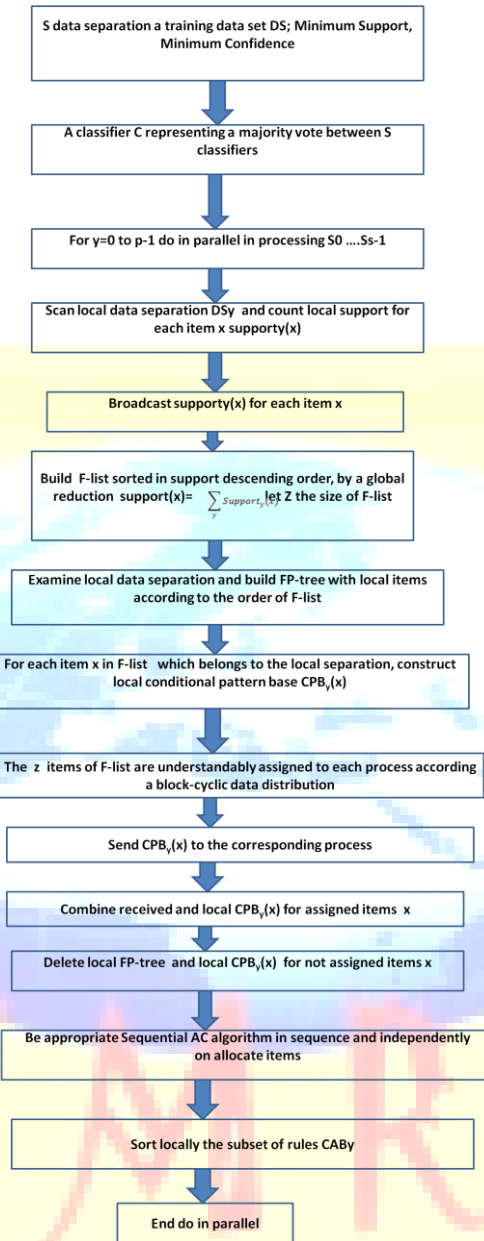 S data separation a training data set DS; Minimum Support,
Minimum Confidence
A classifier C representing a majority vote between S
classifiers
For y=0 to p-1 do in parallel in processing S0 ....Ss-1
Scan local data separation DSy and count local support for
each item x supporty(x)
Broadcast supporty(x) for each item x
Build F-list sorted in support descending order, by a global
reduction support(x)= ∑y Supporty(x) let Z the size of F-list
Examine local data separation and build FP-tree with local items
according to the order of F-list
For each item x in F-list which belongs to the local separation, construct
local conditional pattern base CPBy(x)
The z items of F-list are understandably assigned to each process according
a block-cyclic data distribution
Send CPBy(x) to the corresponding process
Combine received and local CPBy(x) for assigned items x
Delete local FP-tree and local CPBy(x) for not assigned items x
Be appropriate Sequential AC algorithm in sequence and independently
on allocate items
Sort locally the subset of rules CABy
End do in parallel
M R